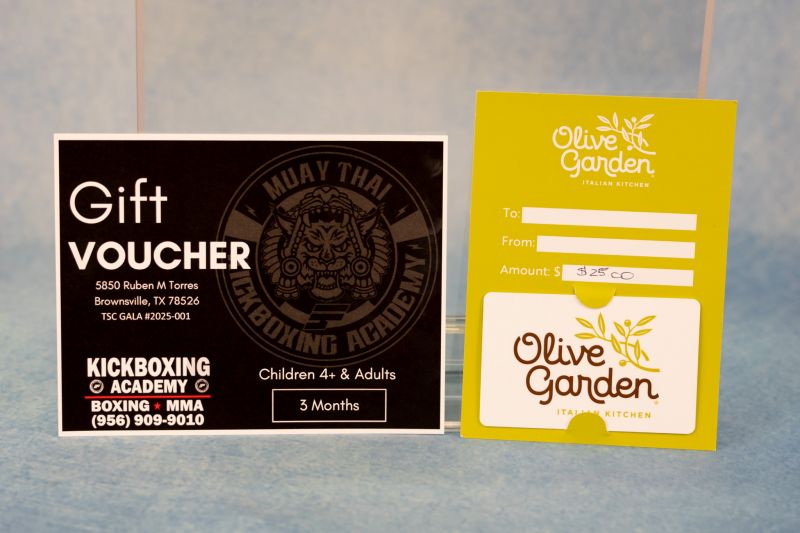 Gift
VOUCHER
5850 Ruben M Torres
Brownsville, TX 78526
TSC GALA #2025-001
MUAY THAI
KICKBOXING ACADEMY
KICKBOXING
ACADEMY
BOXING ★ MMA
(956) 909-9010
Children 4+ & Adults
3 Months
Olive
Garden
ITALIAN KITCHEN
To:
From:
Amount: $ $25.00
Olive
Garden
ITALIAN KITCHEN